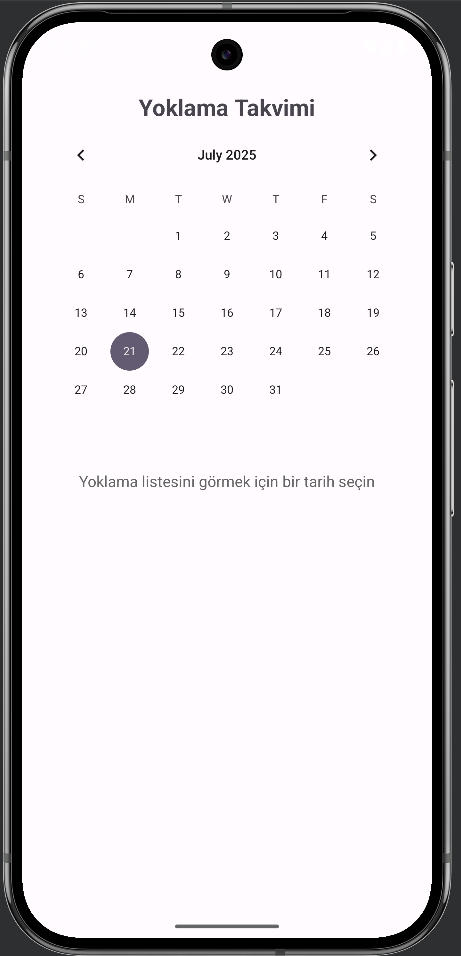 Yoklama Takvimi
July 2025
S M T W T F S
1 2 3 4 5
6 7 8 9 10 11 12
13 14 15 16 17 18 19
20 21 22 23 24 25 26
27 28 29 30 31
Yoklama listesini görmek için bir tarih seçin